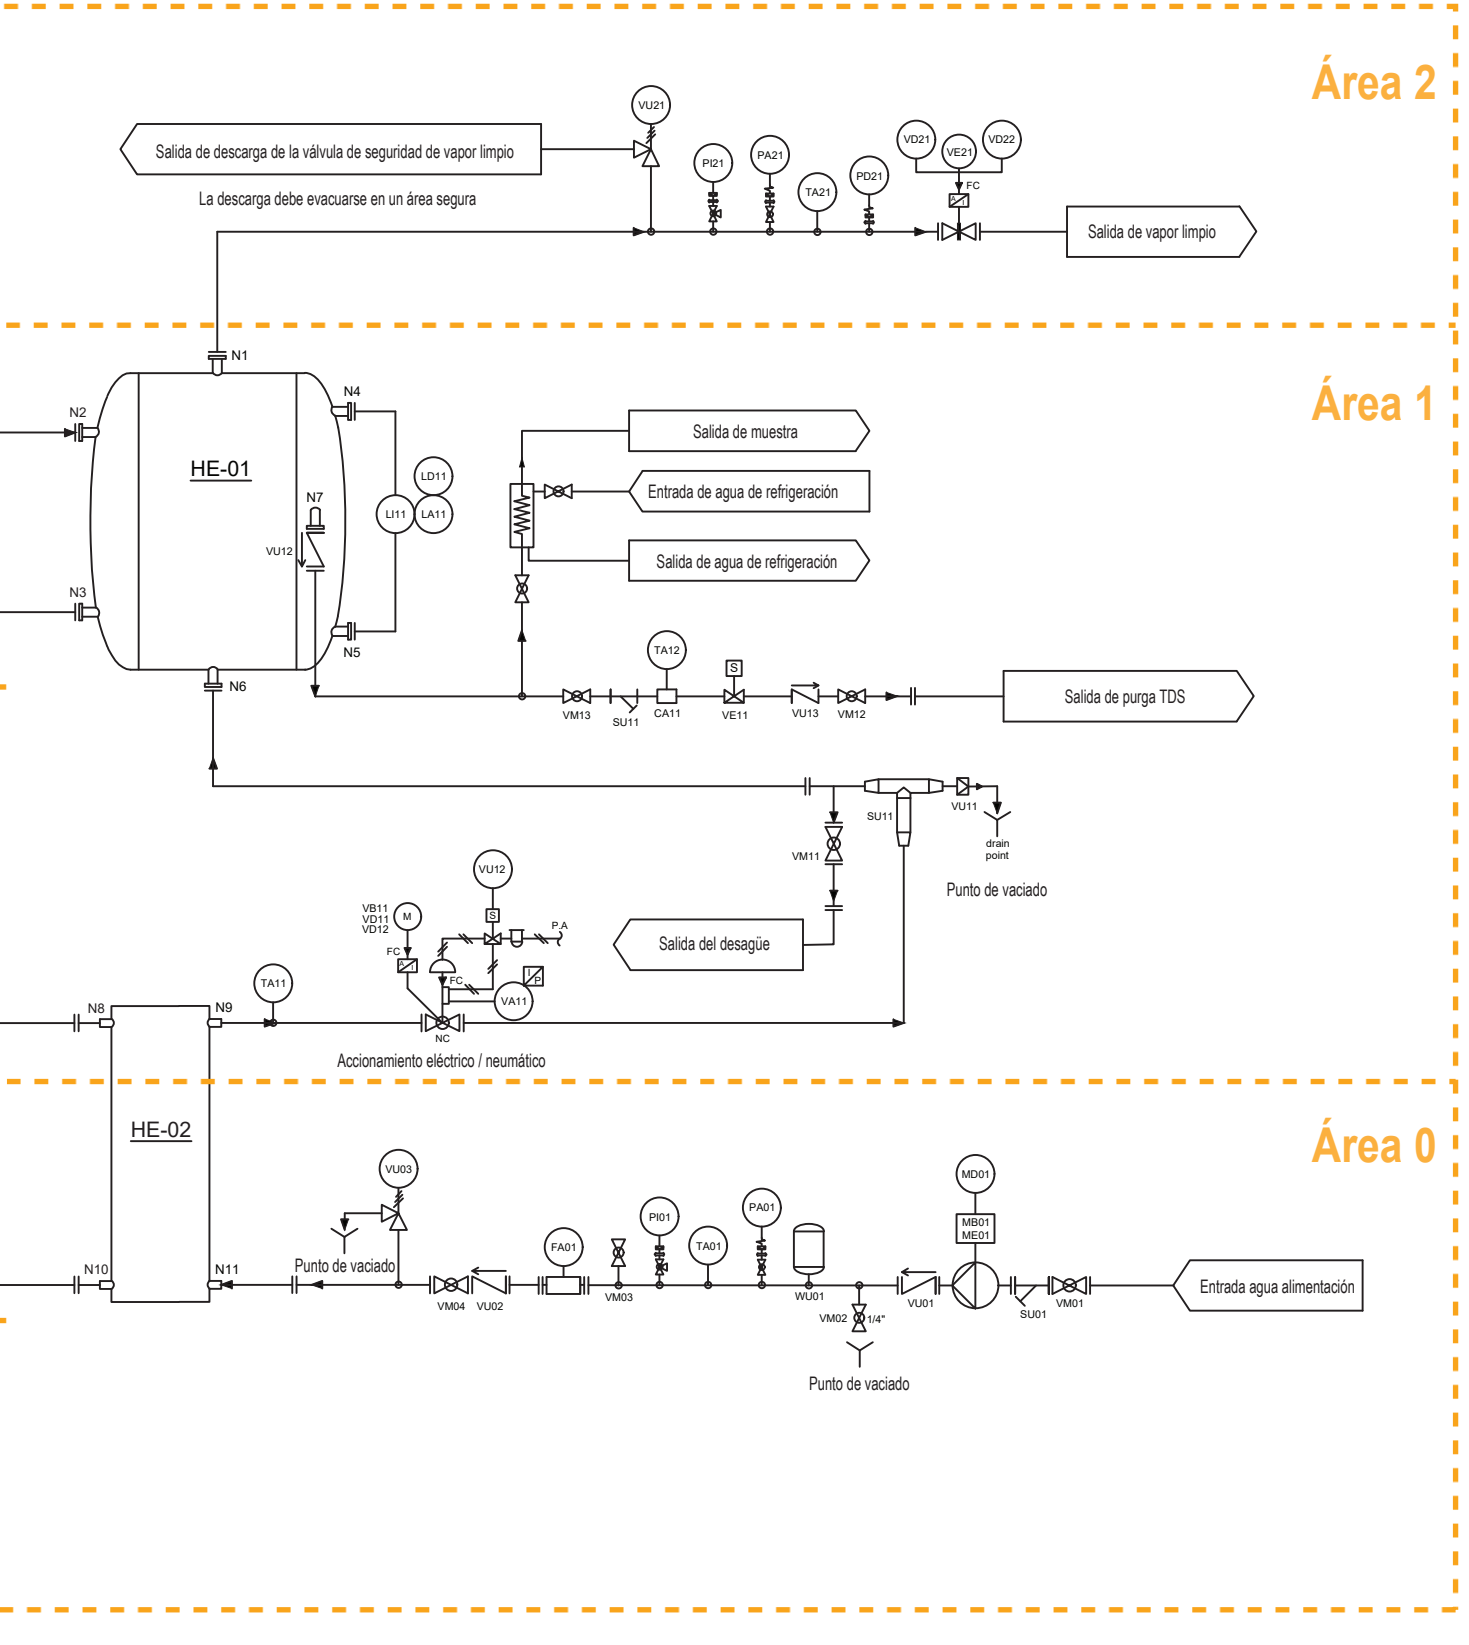 Área 2
VU21
Salida de descarga de la válvula de seguridad de vapor limpio
La descarga debe evacuarse en un área segura
PI21
PA21
TA21
PD21
VD21
VE21
VD22
FC
A
I
Salida de vapor limpio
Área 1
N1
N2
N4
HE-01
N7
VU12
N3
N5
N6
LD11
LI11
LA11
Salida de muestra
Entrada de agua de refrigeración
Salida de agua de refrigeración
TA12
S
VM13
SU11
CA11
VE11
VU13
VM12
Salida de purga TDS
SU11
VU11
drain
point
Punto de vaciado
VM11
Salida del desagüe
VU12
S
P.A
VB11
VD11
VD12
M
FC
A
I
FC
I
P
VA11
NC
TA11
N8
N9
Accionamiento eléctrico / neumático
Área 0
HE-02
N10
N11
VU03
Punto de vaciado
VM04
VU02
FA01
VM03
PI01
TA01
PA01
WU01
VM02
1/4"
Punto de vaciado
VU01
MD01
MB01
ME01
SU01
VM01
Entrada agua alimentación